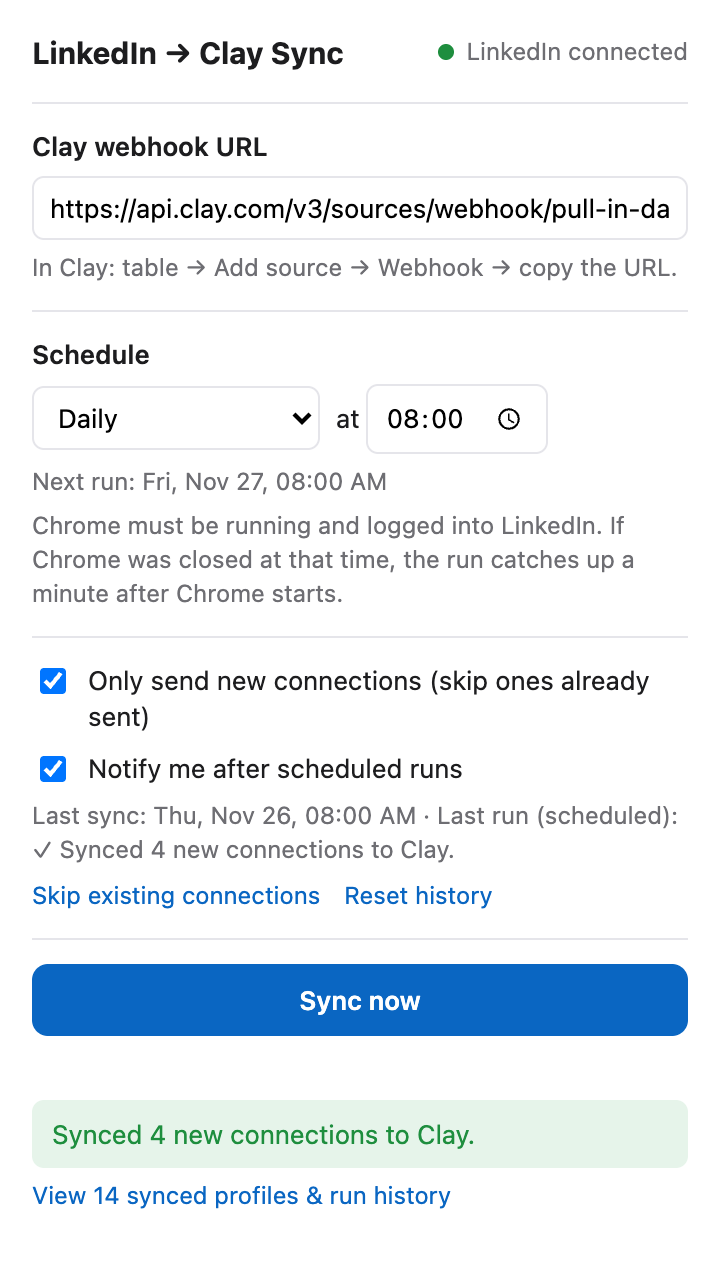 LinkedIn → Clay Sync
LinkedIn connected
Clay webhook URL
https://api.clay.com/v3/sources/webhook/pull-in-da
In Clay: table → Add source → Webhook → copy the URL.
Schedule
Daily at 08:00
Next run: Fri, Nov 27, 08:00 AM
Chrome must be running and logged into LinkedIn. If
Chrome was closed at that time, the run catches up a
minute after Chrome starts.
Only send new connections (skip ones already
sent)
Notify me after scheduled runs
Last sync: Thu, Nov 26, 08:00 AM · Last run (scheduled):
✓ Synced 4 new connections to Clay.
Skip existing connections Reset history
Sync now
Synced 4 new connections to Clay.
View 14 synced profiles & run history